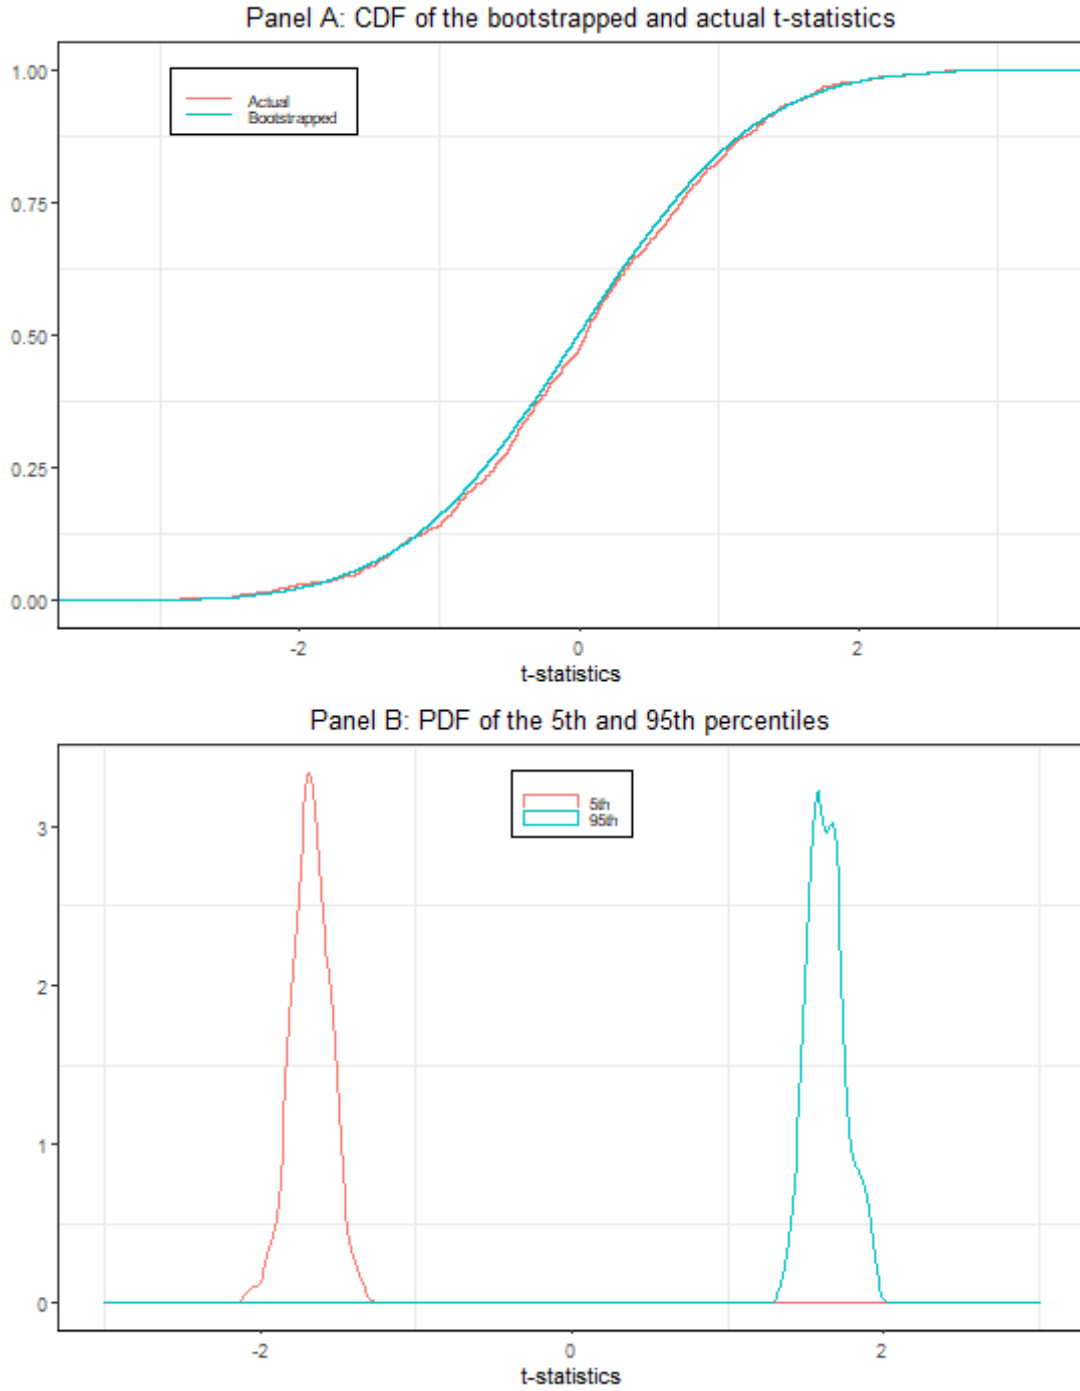 Panel A: CDF of the bootstrapped and actual t-statistics
1.00
Actual
Bootstrapped
0.75
0.50
0.25
0.00
-2 0 2
t-statistics
Panel B: PDF of the 5th and 95th percentiles
5th
95th
3
2
1
0
-2 0 2
t-statistics